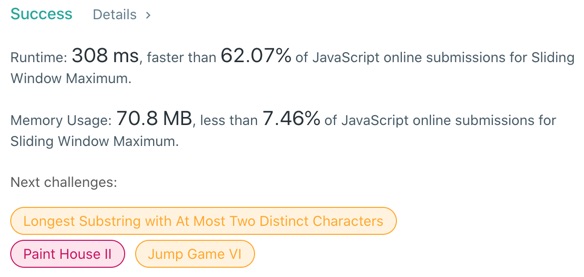 Success Details >
Runtime: 308 ms, faster than 62.07% of JavaScript online submissions for Sliding
Window Maximum.
Memory Usage: 70.8 MB, less than 7.46% of JavaScript online submissions for
Sliding Window Maximum.
Next challenges:
Longest Substring with At Most Two Distinct Characters
Paint House II Jump Game VI